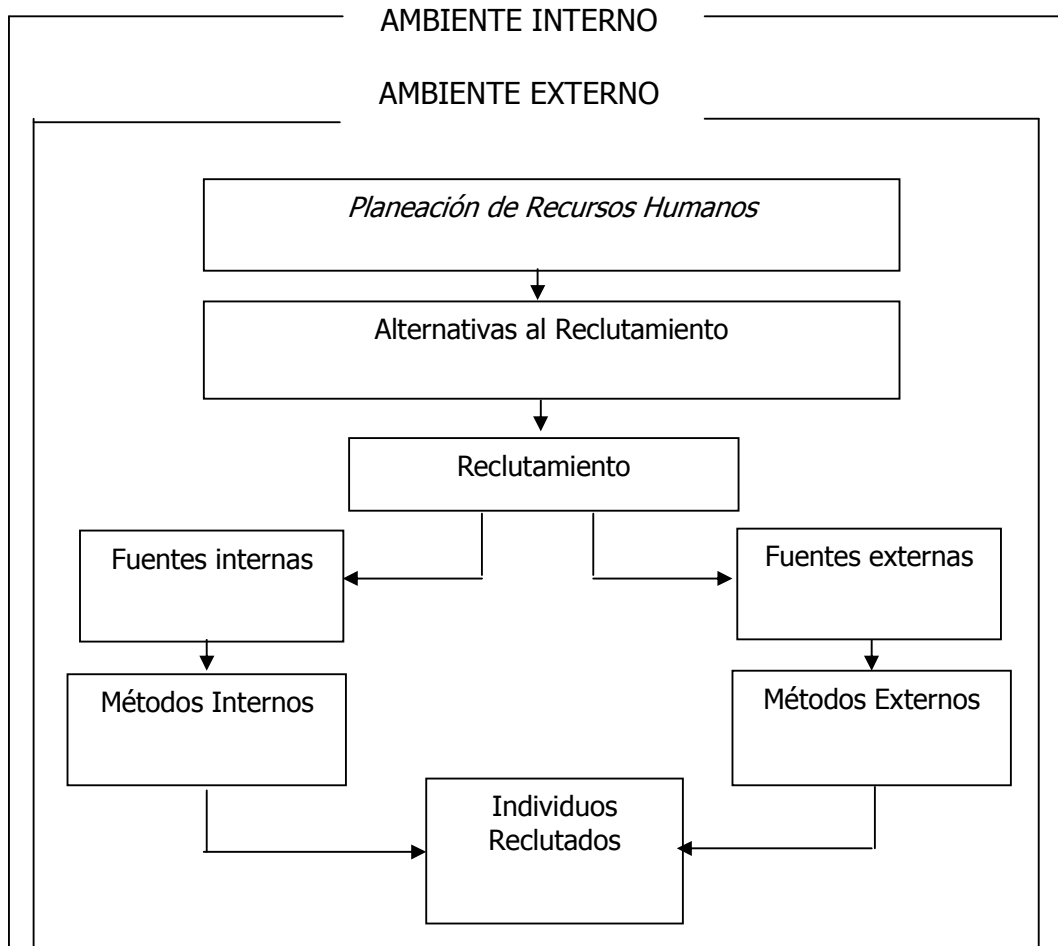 AMBIENTE INTERNO
AMBIENTE EXTERNO
Planeación de Recursos Humanos
Alternativas al Reclutamiento
Reclutamiento
Fuentes internas
Fuentes externas
Métodos Internos
Métodos Externos
Individuos
Reclutados